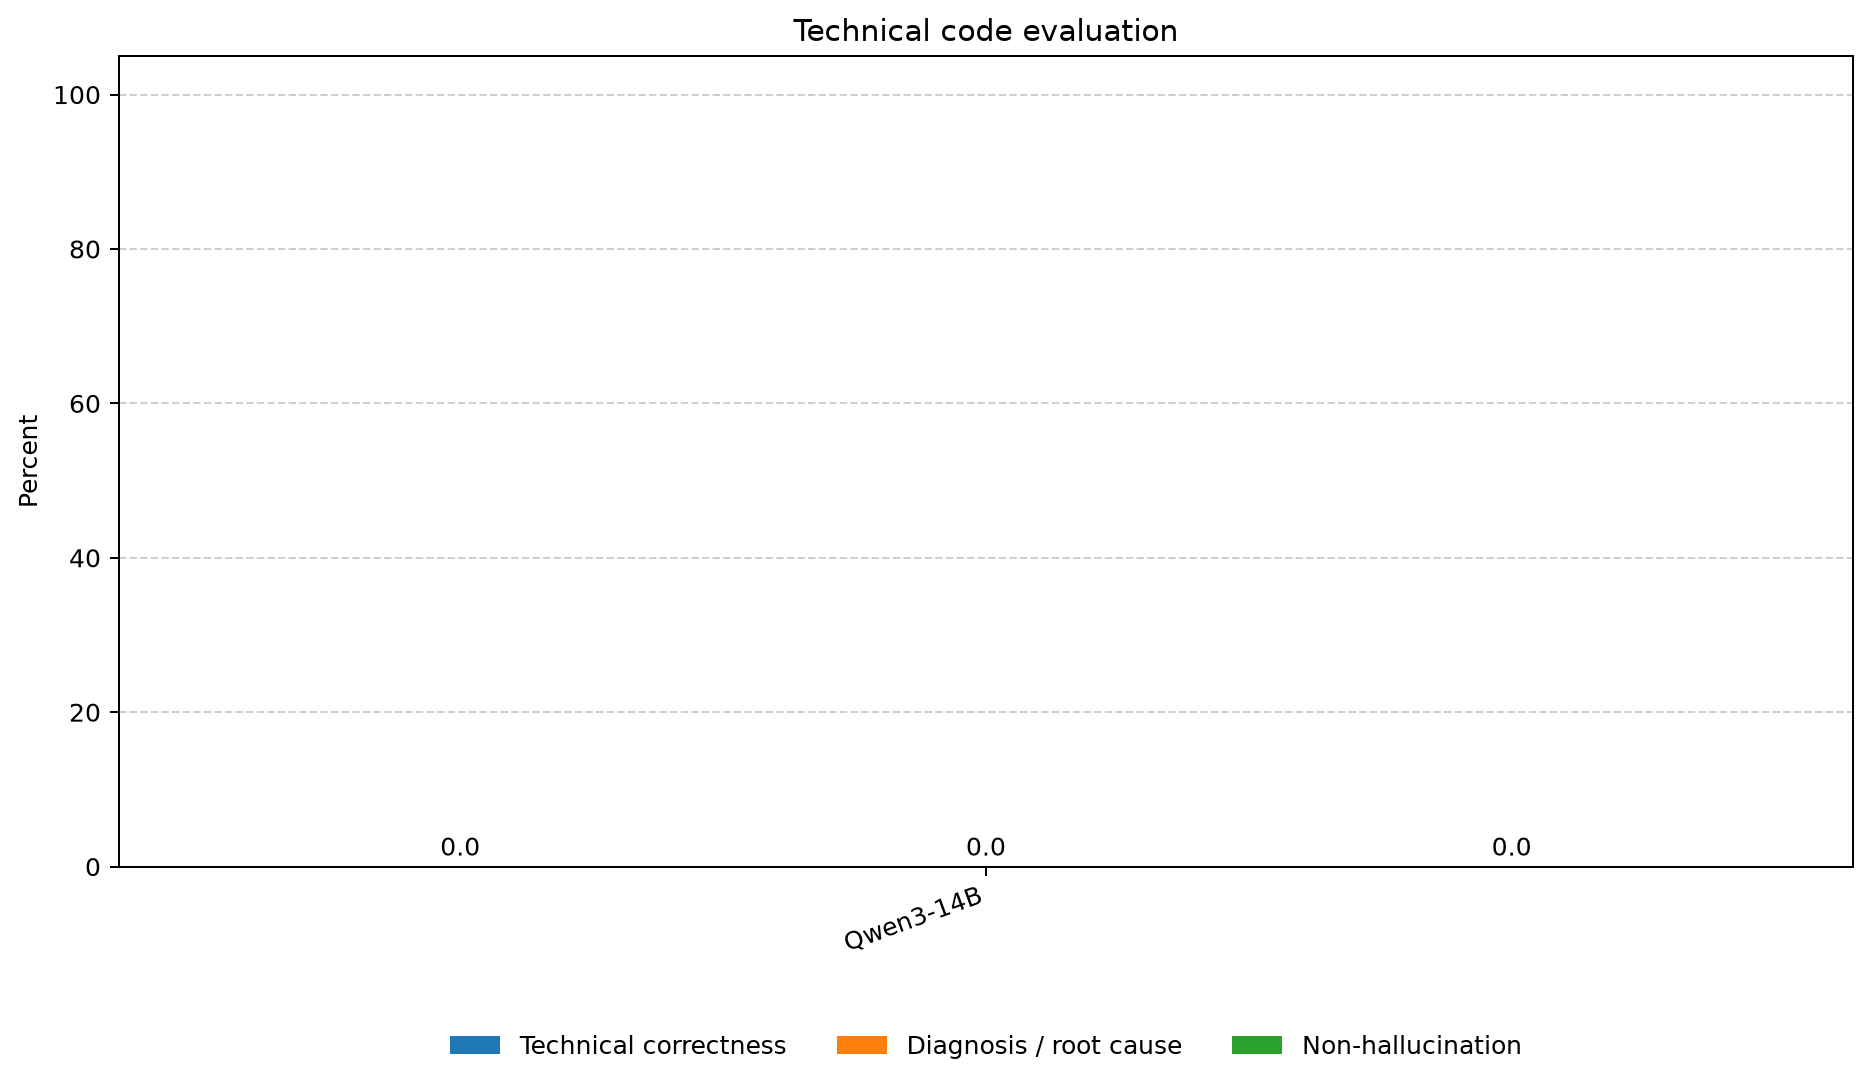 Technical code evaluation
100
80
60
40
20
0
Percent
0.0 0.0 0.0
Qwen3-14B
Technical correctness Diagnosis / root cause Non-hallucination